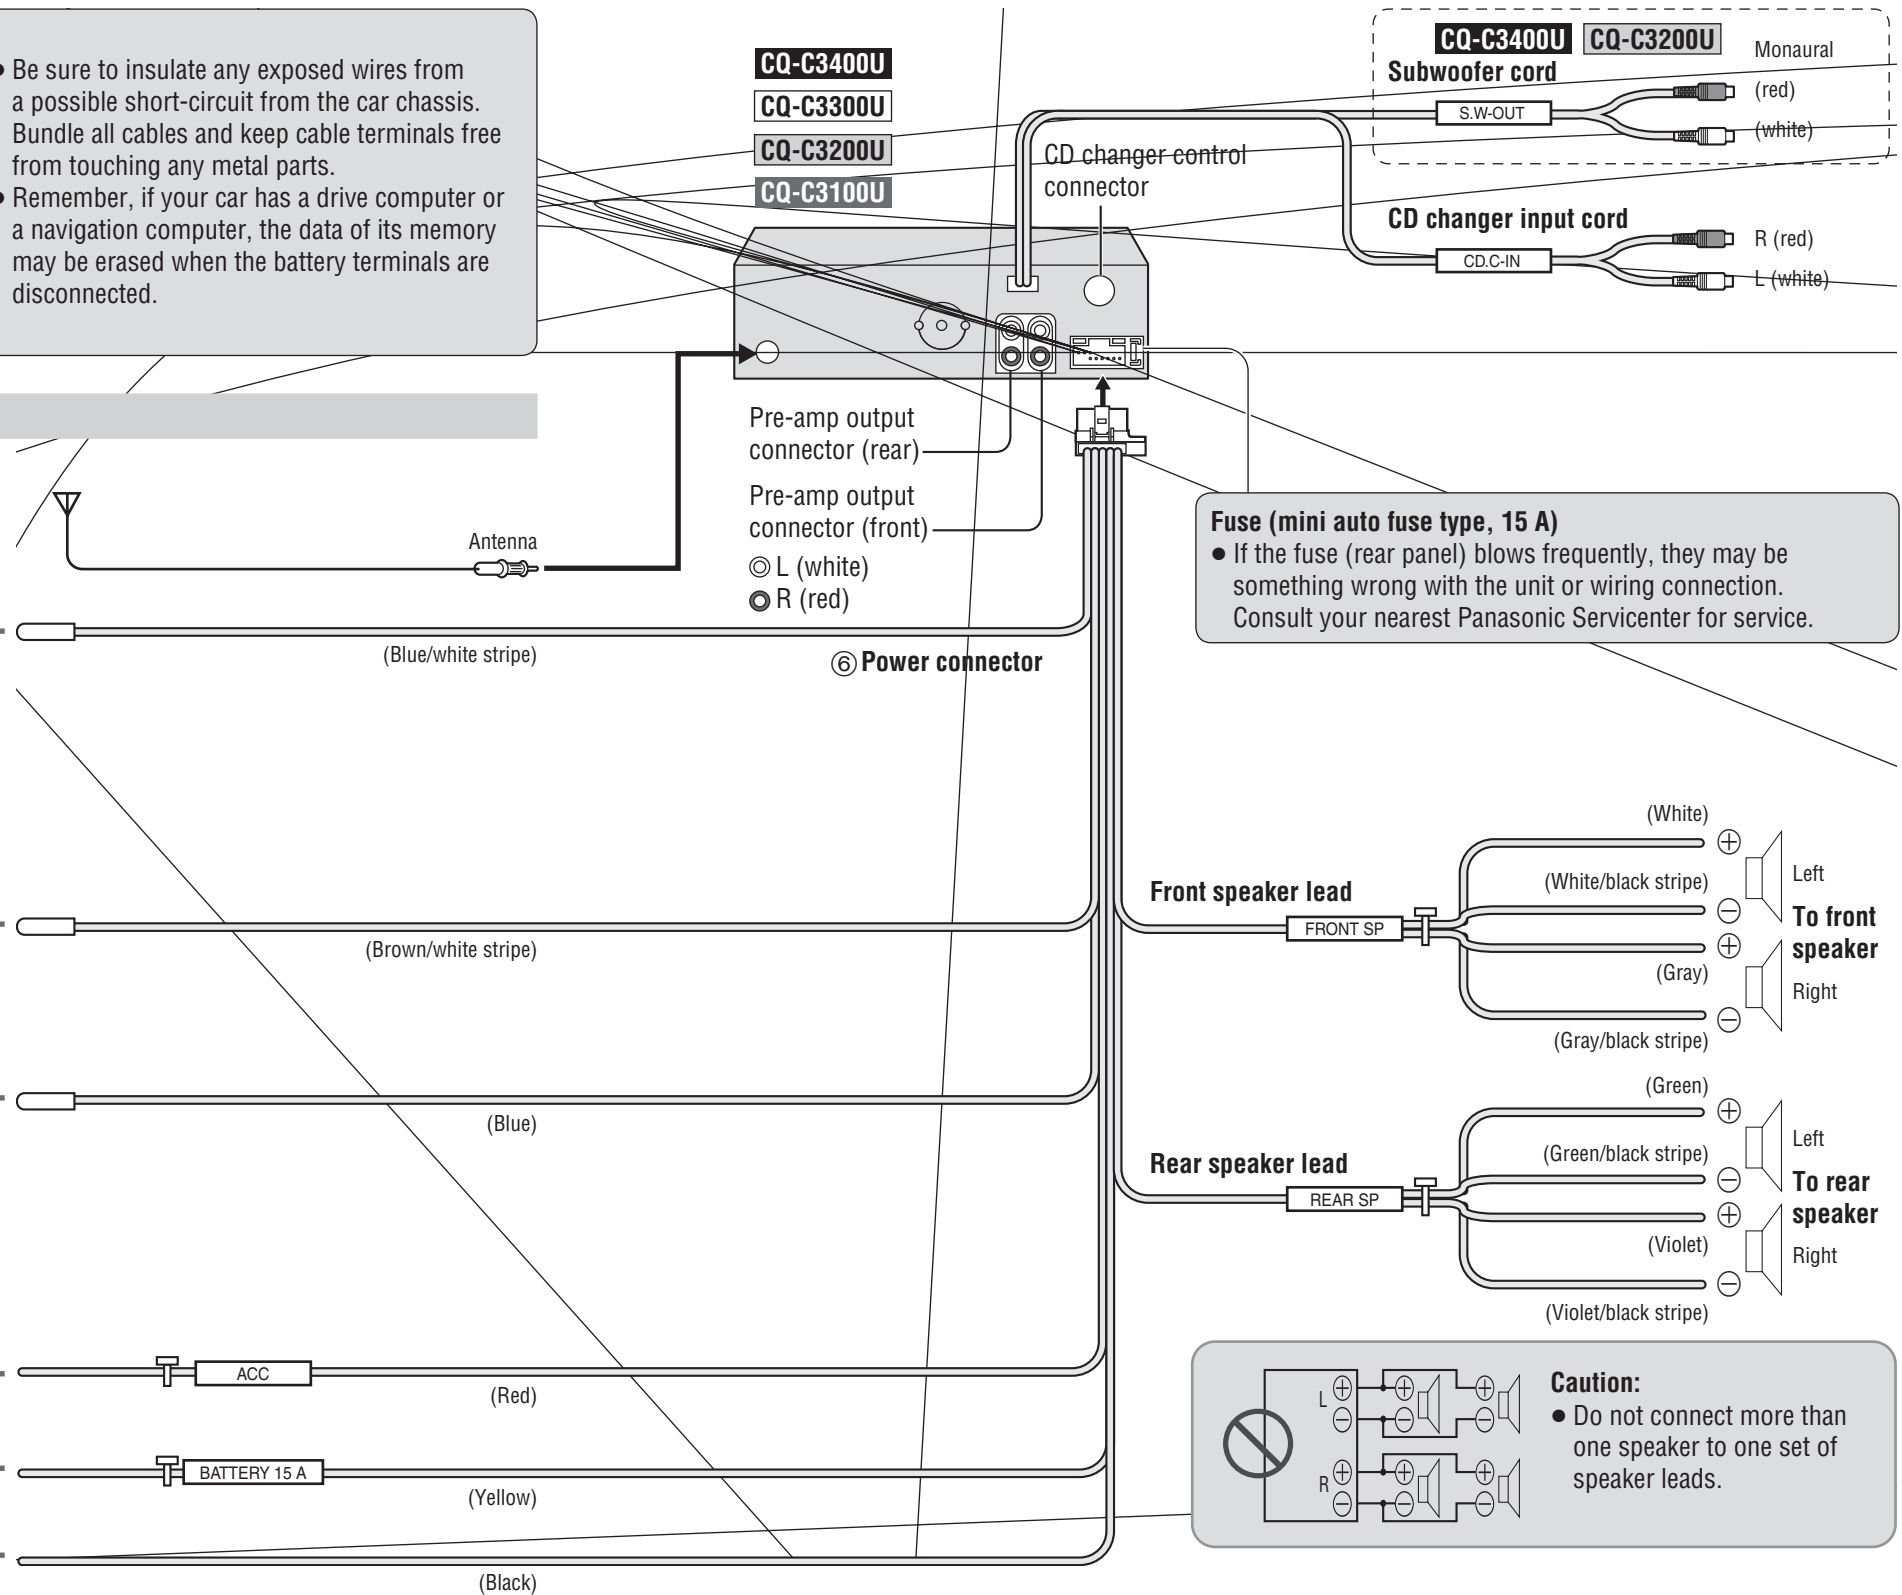 ● Be sure to insulate any exposed wires from
a possible short-circuit from the car chassis.
Bundle all cables and keep cable terminals free
from touching any metal parts.
● Remember, if your car has a drive computer or
a navigation computer, the data of its memory
may be erased when the battery terminals are
disconnected.
CQ-C3400U
CQ-C3300U
CQ-C3200U
CQ-C3100U
CD changer control
connector
CQ-C3400U CQ-C3200U
Subwoofer cord
Monaural
(red)
S.W-OUT
(white)
CD changer input cord
R (red)
CD.C-IN
L (white)
Pre-amp output
connector (rear)
Pre-amp output
connector (front)
L (white)
R (red)
Antenna
Fuse (mini auto fuse type, 15 A)
● If the fuse (rear panel) blows frequently, they may be
something wrong with the unit or wiring connection.
Consult your nearest Panasonic Servicenter for service.
(Blue/white stripe)
⑥ Power connector
(Brown/white stripe)
(Blue)
ACC
(Red)
BATTERY 15 A
(Yellow)
(Black)
Front speaker lead
FRONT SP
(White)
⊕
(White/black stripe)
Left
⊖
To front
speaker
⊕
(Gray)
Right
⊖
(Gray/black stripe)
Rear speaker lead
REAR SP
(Green)
⊕
(Green/black stripe)
Left
⊖
To rear
speaker
⊕
(Violet)
Right
⊖
(Violet/black stripe)
L ⊕ ⊕ ⊕
⊖ ⊖ ⊖
R ⊕ ⊕ ⊕
⊖ ⊖ ⊖
Caution:
● Do not connect more than
one speaker to one set of
speaker leads.